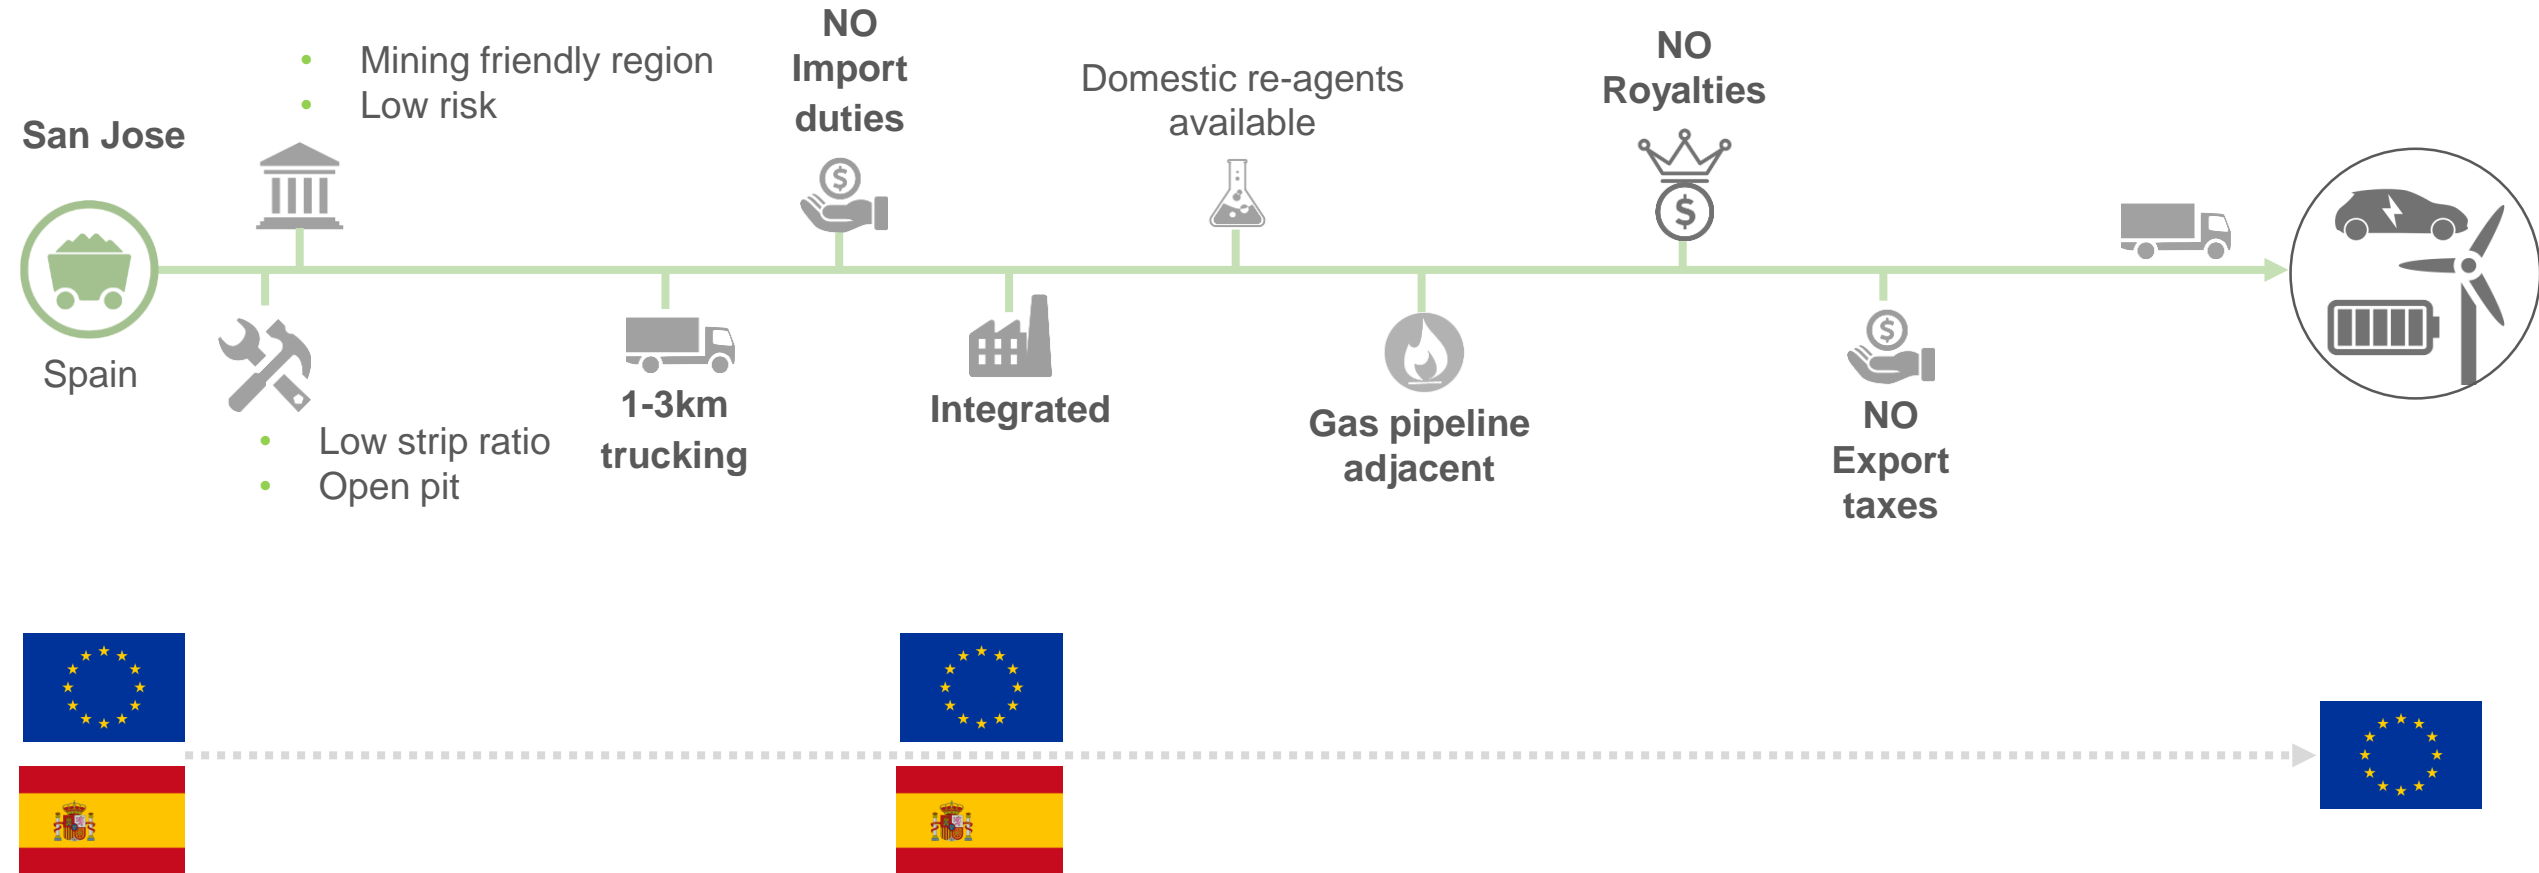 San Jose
Spain
• Mining friendly region
• Low risk
• Low strip ratio
• Open pit
1-3km
trucking
NO
Import
duties
Integrated
Domestic re-agents
available
Gas pipeline
adjacent
NO
Royalties
NO
Export
taxes